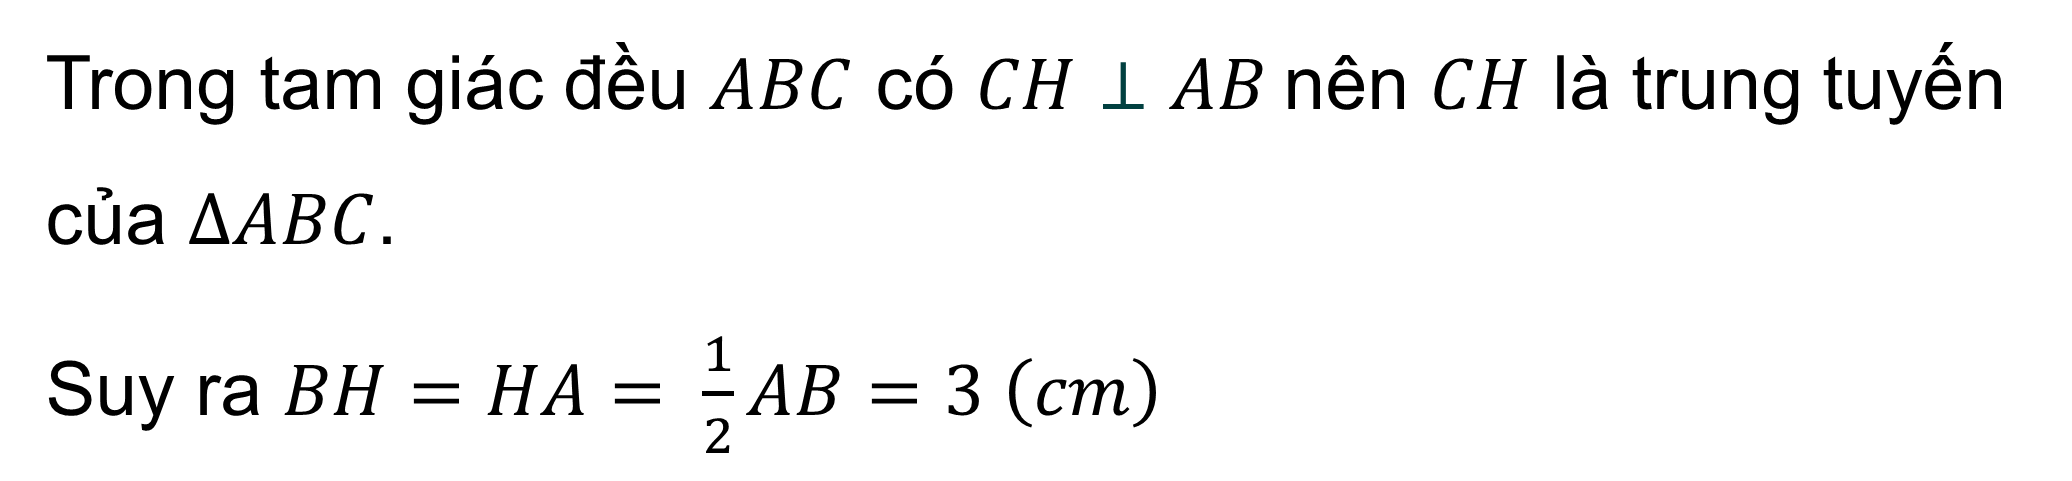 Trong tam giác đều ABC có CH ⊥ AB nên CH là trung tuyến
của ΔABC.
Suy ra BH = HA = 1/2 AB = 3 (cm)